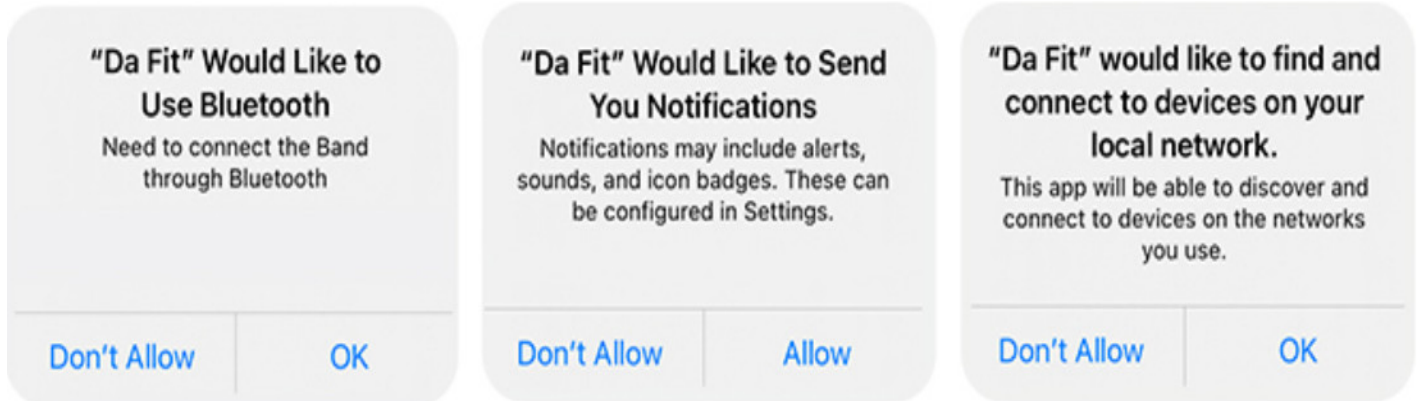 “Da Fit” Would Like to
Use Bluetooth
Need to connect the Band
through Bluetooth
Don’t Allow
OK
“Da Fit” Would Like to Send
You Notifications
Notifications may include alerts,
sounds, and icon badges. These can
be configured in Settings.
Don’t Allow
Allow
“Da Fit” would like to find and
connect to devices on your
local network.
This app will be able to discover and
connect to devices on the networks
you use.
Don’t Allow
OK